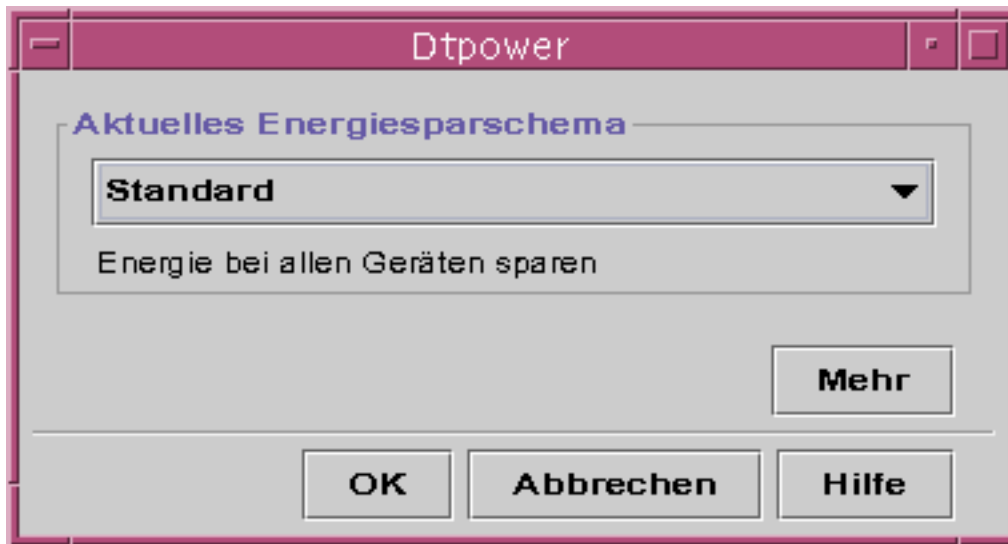 Dtpower
Aktuelles Energiesparschema
Standard
Energie bei allen Geräten sparen
Mehr
OK Abbrechen Hilfe